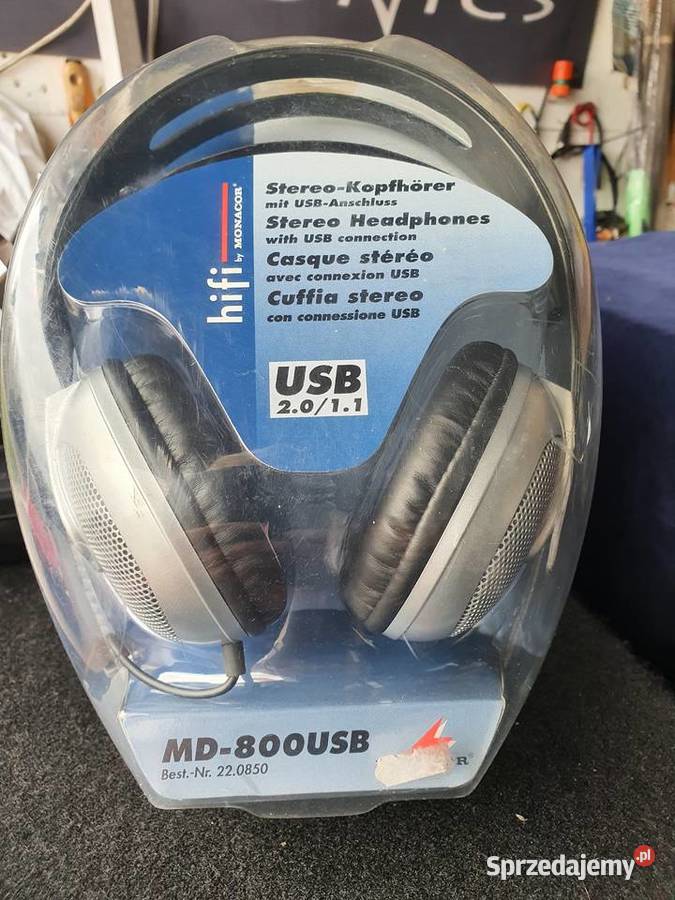 hifi by MONACOR®
Stereo-Kopfhörer
mit USB-Anschluss
Stereo Headphones
with USB connection
Casque stéréo
avec connexion USB
Cuffia stereo
con connessione USB
USB
2.0/1.1
MD-800USB
Best.-Nr. 22.0850
Sprzedajemy.pl